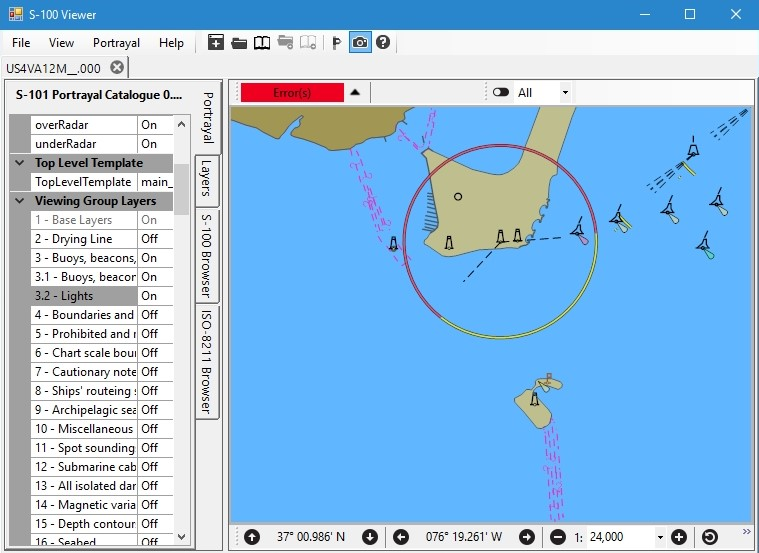 S-100 Viewer
File View Portrayal Help
US4VA12M__.000
S-101 Portrayal Catalogue 0....
overRadar On
underRadar On
Top Level Template
TopLevelTemplate main_
Viewing Group Layers
1 - Base Layers On
2 - Drying Line Off
3 - Buoys, beacons, On
3.1 - Buoys, beacon On
3.2 - Lights On
4 - Boundaries and Off
5 - Prohibited and r Off
6 - Chart scale bour Off
7 - Cautionary note Off
8 - Ships' routeing s Off
9 - Archipelagic sea Off
10 - Miscellaneous Off
11 - Spot sounding Off
12 - Submarine cab Off
13 - All isolated dan Off
14 - Magnetic varia Off
15 - Depth contour Off
16 - Seabed Off
Portrayal
Layers
S-100 Browser
ISO-8211 Browser
Error(s)
All
37° 00.986' N 076° 19.261' W 1: 24,000